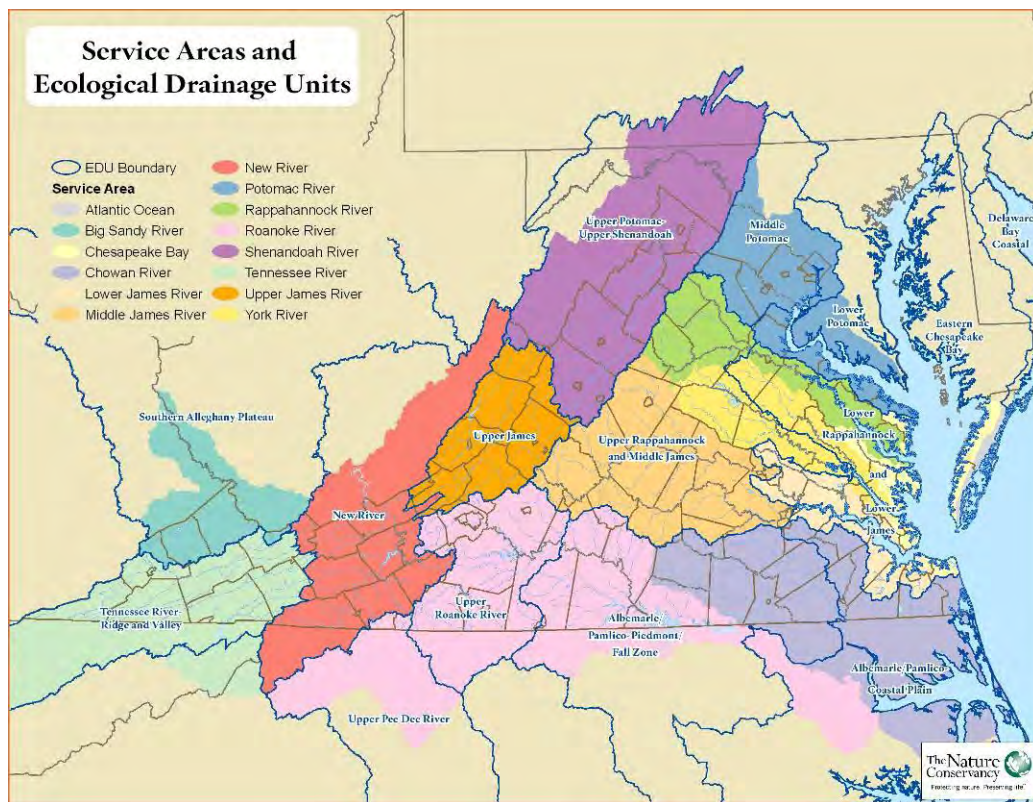 Service Areas and
Ecological Drainage Units
EDU Boundary
Service Area
Atlantic Ocean
Big Sandy River
Chesapeake Bay
Chowan River
Lower James River
Middle James River
New River
Potomac River
Rappahannock River
Roanoke River
Shenandoah River
Tennessee River
Upper James River
York River
Upper Potomac-
Upper Shenandoah
Middle
Potomac
Delaware
Bay
Coastal
Lower
Potomac
Eastern
Chesapeake
Bay
Southern Alleghany Plateau
Upper James
Upper Rappahannock
and Middle James
Lower
Rappahannock
and
Lower
James
New River
Tennessee River-
Ridge and Valley
Upper
Roanoke River
Albemarle/
Pamlico-Piedmont/
Fall Zone
Albemarle/Pamlico-
Coastal Plain
Upper Pee Dee River
The Nature
Conservancy
Protecting nature. Preserving life.